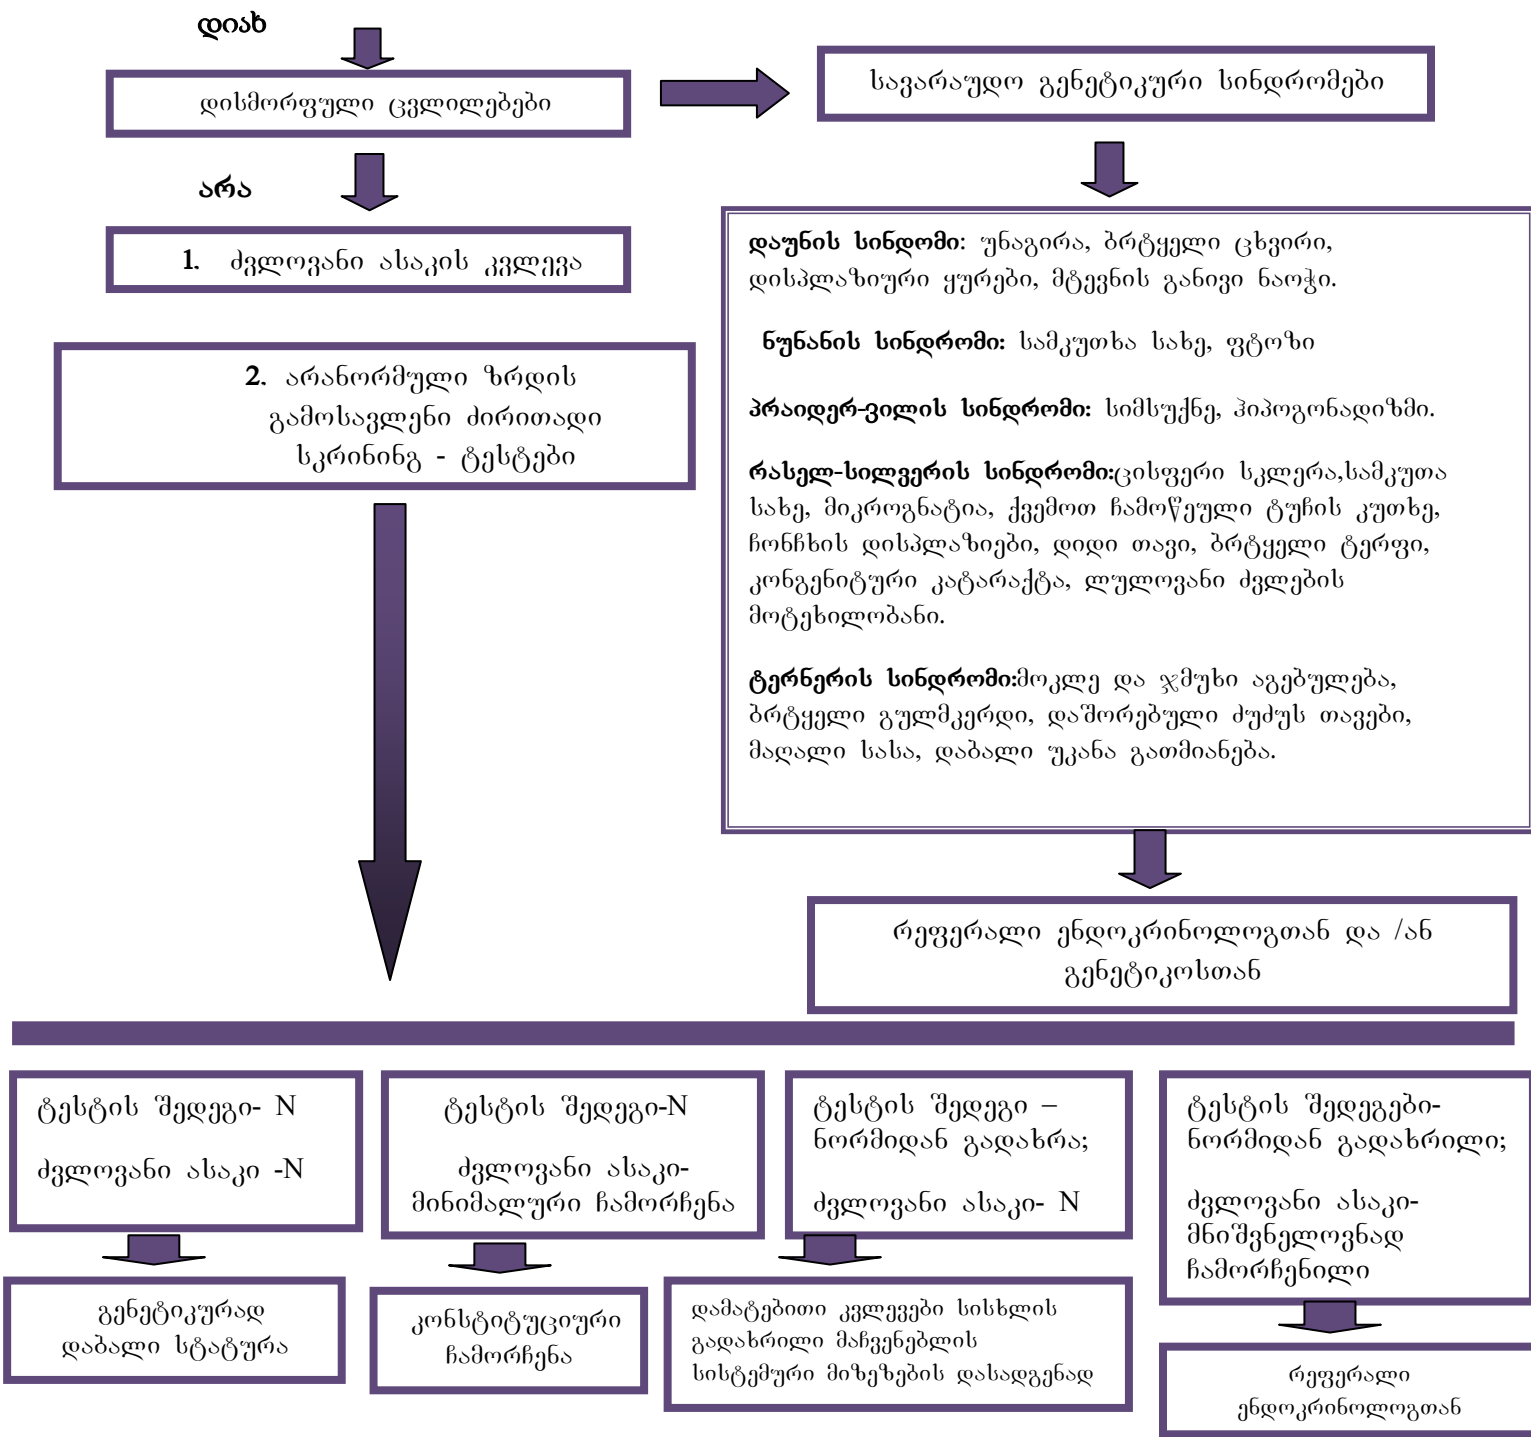 დიახ
დისმორფული ცვლილებები
სავარაუდო გენეტიკური სინდრომები
არა
1. ძვლოვანი ასაკის კვლევა
2. არანორმული ზრდის
გამოსავლენი ძირითადი
სკრინინგ - ტესტები
დაუნის სინდომი: უნაგირა, ბრტყელი ცხვირი,
დისპლაზიური ყურები, მტევნის განივი ნაოჭი.
ნუნანის სინდრომი: სამკუთხა სახე, ფტოზი
პრაიდერ-ვილის სინდრომი: სიმსუქნე, ჰიპოგონადიზმი.
რასელ-სილვერის სინდრომი:ცისფერი სკლერა,სამკუთა
სახე, მიკროგნატია, ქვემოთ ჩამოწეული ტუჩის კუთხე,
ჩონჩხის დისპლაზიები, დიდი თავი, ბრტყელი ტერფი,
კონგენიტური კატარაქტა, ლულოვანი ძვლების
მოტეხილობანი.
ტერნერის სინდრომი:მოკლე და ჯმუხი აგებულება,
ბრტყელი გულმკერდი, დაშორებული ძუძუს თავები,
მაღალი სასა, დაბალი უკანა გათმიანება.
რეფერალი ენდოკრინოლოგთან და /ან
გენეტიკოსთან
ტესტის შედეგი- N
ძვლოვანი ასაკი -N
ტესტის შედეგი-N
ძვლოვანი ასაკი-
მინიმალური ჩამორჩენა
ტესტის შედეგი –
ნორმიდან გადახრა;
ძვლოვანი ასაკი- N
ტესტის შედეგები-
ნორმიდან გადახრილი;
ძვლოვანი ასაკი-
მნიშვნელოვნად
ჩამორჩენილი
გენეტიკურად
დაბალი სტატურა
კონსტიტუციური
ჩამორჩენა
დამატებითი კვლევები სისხლის
გადახრილი მაჩვენებლის
სისტემური მიზეზების დასადგენად
რეფერალი
ენდოკრინოლოგთან